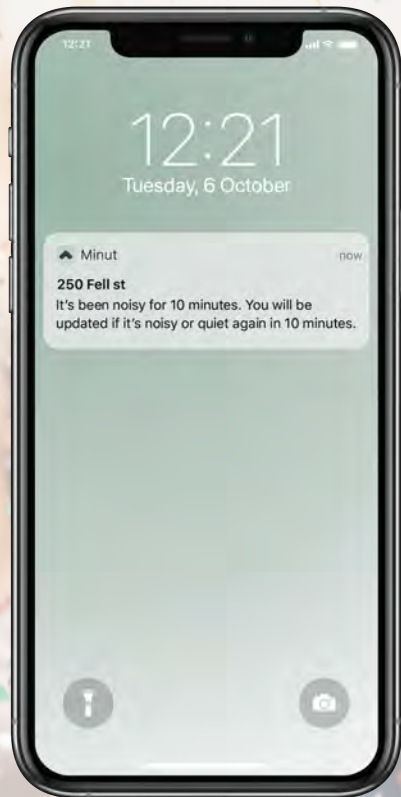 12:21
12:21
Tuesday, 6 October
Minut now
250 Fell st
It's been noisy for 10 minutes. You will be
updated if it's noisy or quiet again in 10 minutes.